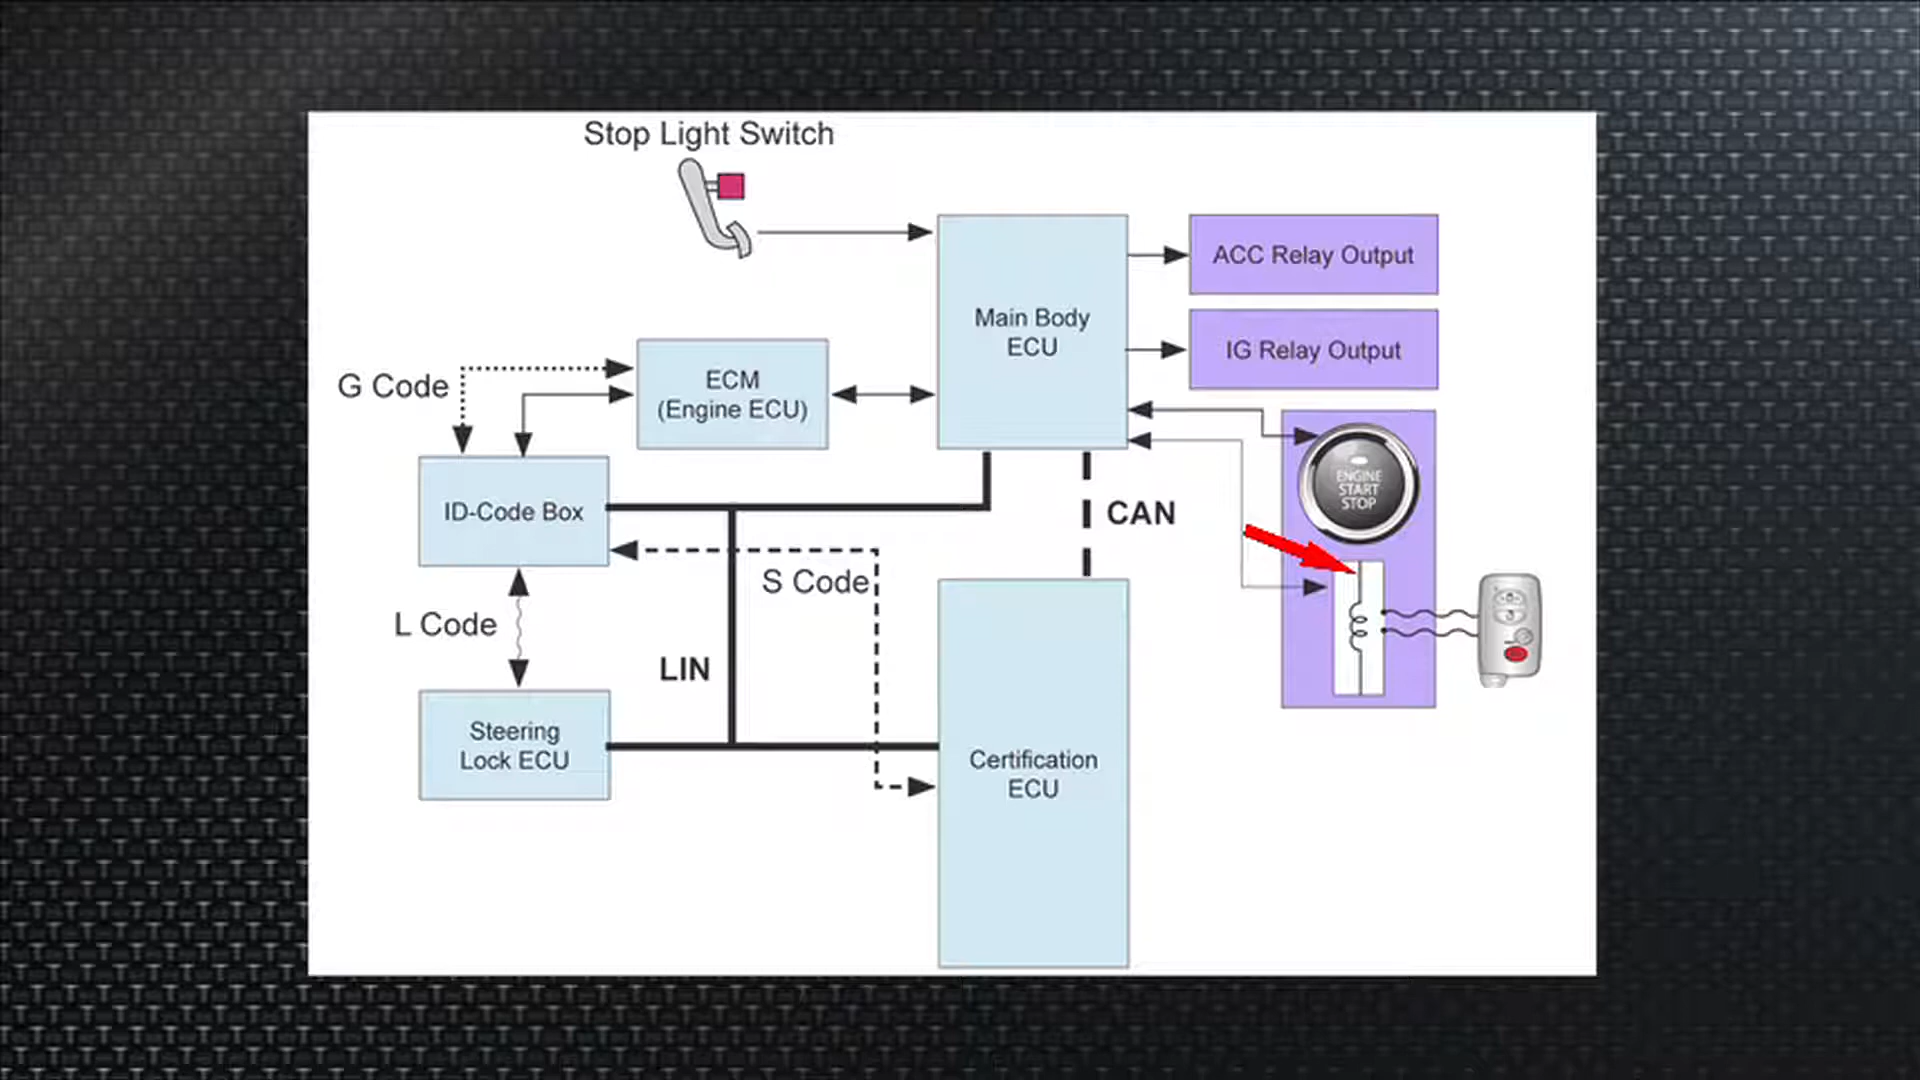 Stop Light Switch
ACC Relay Output
Main Body
ECU
IG Relay Output
ECM
(Engine ECU)
G Code
ENGINE
START
STOP
ID-Code Box
CAN
S Code
L Code
LIN
Steering
Lock ECU
Certification
ECU